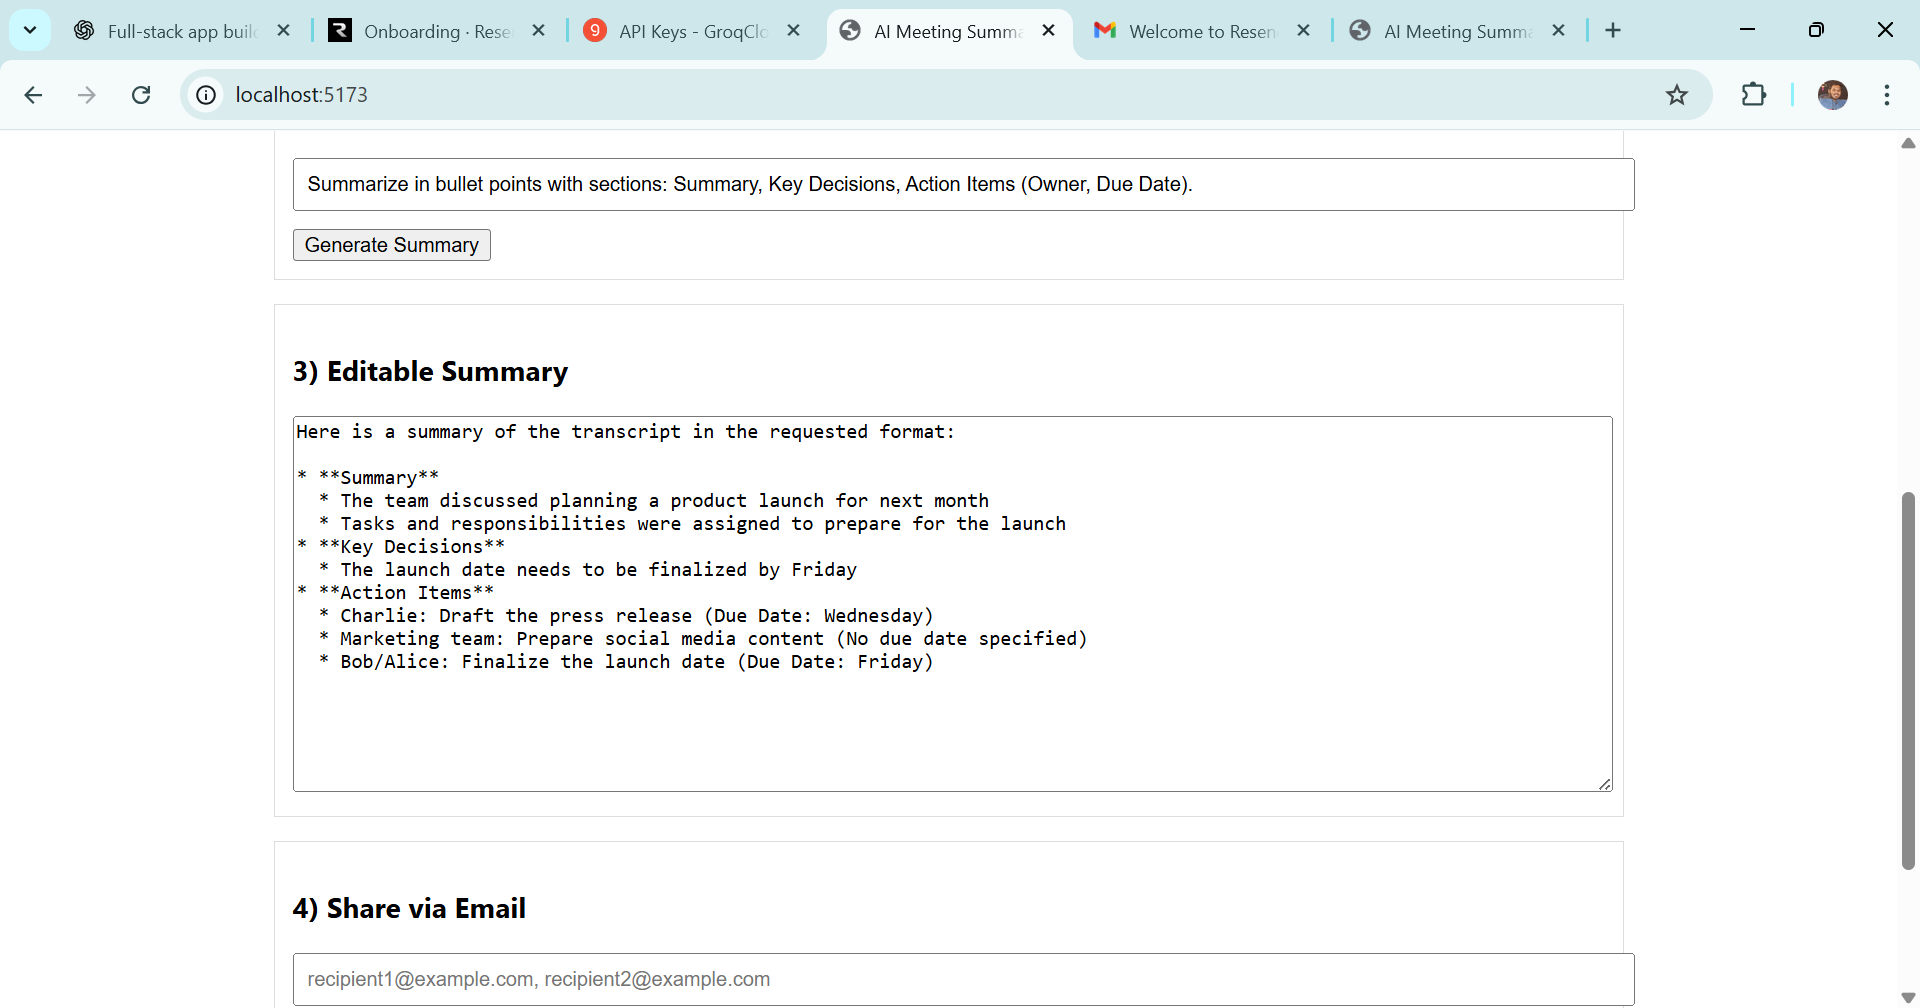 Full-stack app buil
Onboarding · Rese
9
API Keys - GroqClo
AI Meeting Summa
Welcome to Resen
AI Meeting Summa
localhost:5173
Summarize in bullet points with sections: Summary, Key Decisions, Action Items (Owner, Due Date).
Generate Summary
3) Editable Summary
Here is a summary of the transcript in the requested format:
* **Summary**
* The team discussed planning a product launch for next month
* Tasks and responsibilities were assigned to prepare for the launch
* **Key Decisions**
* The launch date needs to be finalized by Friday
* **Action Items**
* Charlie: Draft the press release (Due Date: Wednesday)
* Marketing team: Prepare social media content (No due date specified)
* Bob/Alice: Finalize the launch date (Due Date: Friday)
4) Share via Email
recipient1@example.com, recipient2@example.com